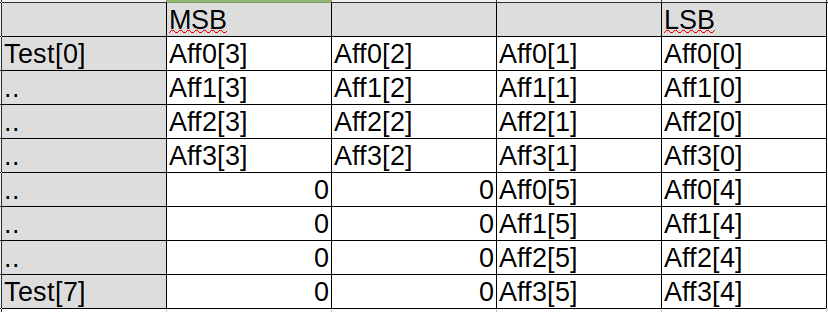 MSB LSB
Test[0] Aff0[3] Aff0[2] Aff0[1] Aff0[0]
.. Aff1[3] Aff1[2] Aff1[1] Aff1[0]
.. Aff2[3] Aff2[2] Aff2[1] Aff2[0]
.. Aff3[3] Aff3[2] Aff3[1] Aff3[0]
.. 0 0 Aff0[5] Aff0[4]
.. 0 0 Aff1[5] Aff1[4]
.. 0 0 Aff2[5] Aff2[4]
Test[7] 0 0 Aff3[5] Aff3[4]